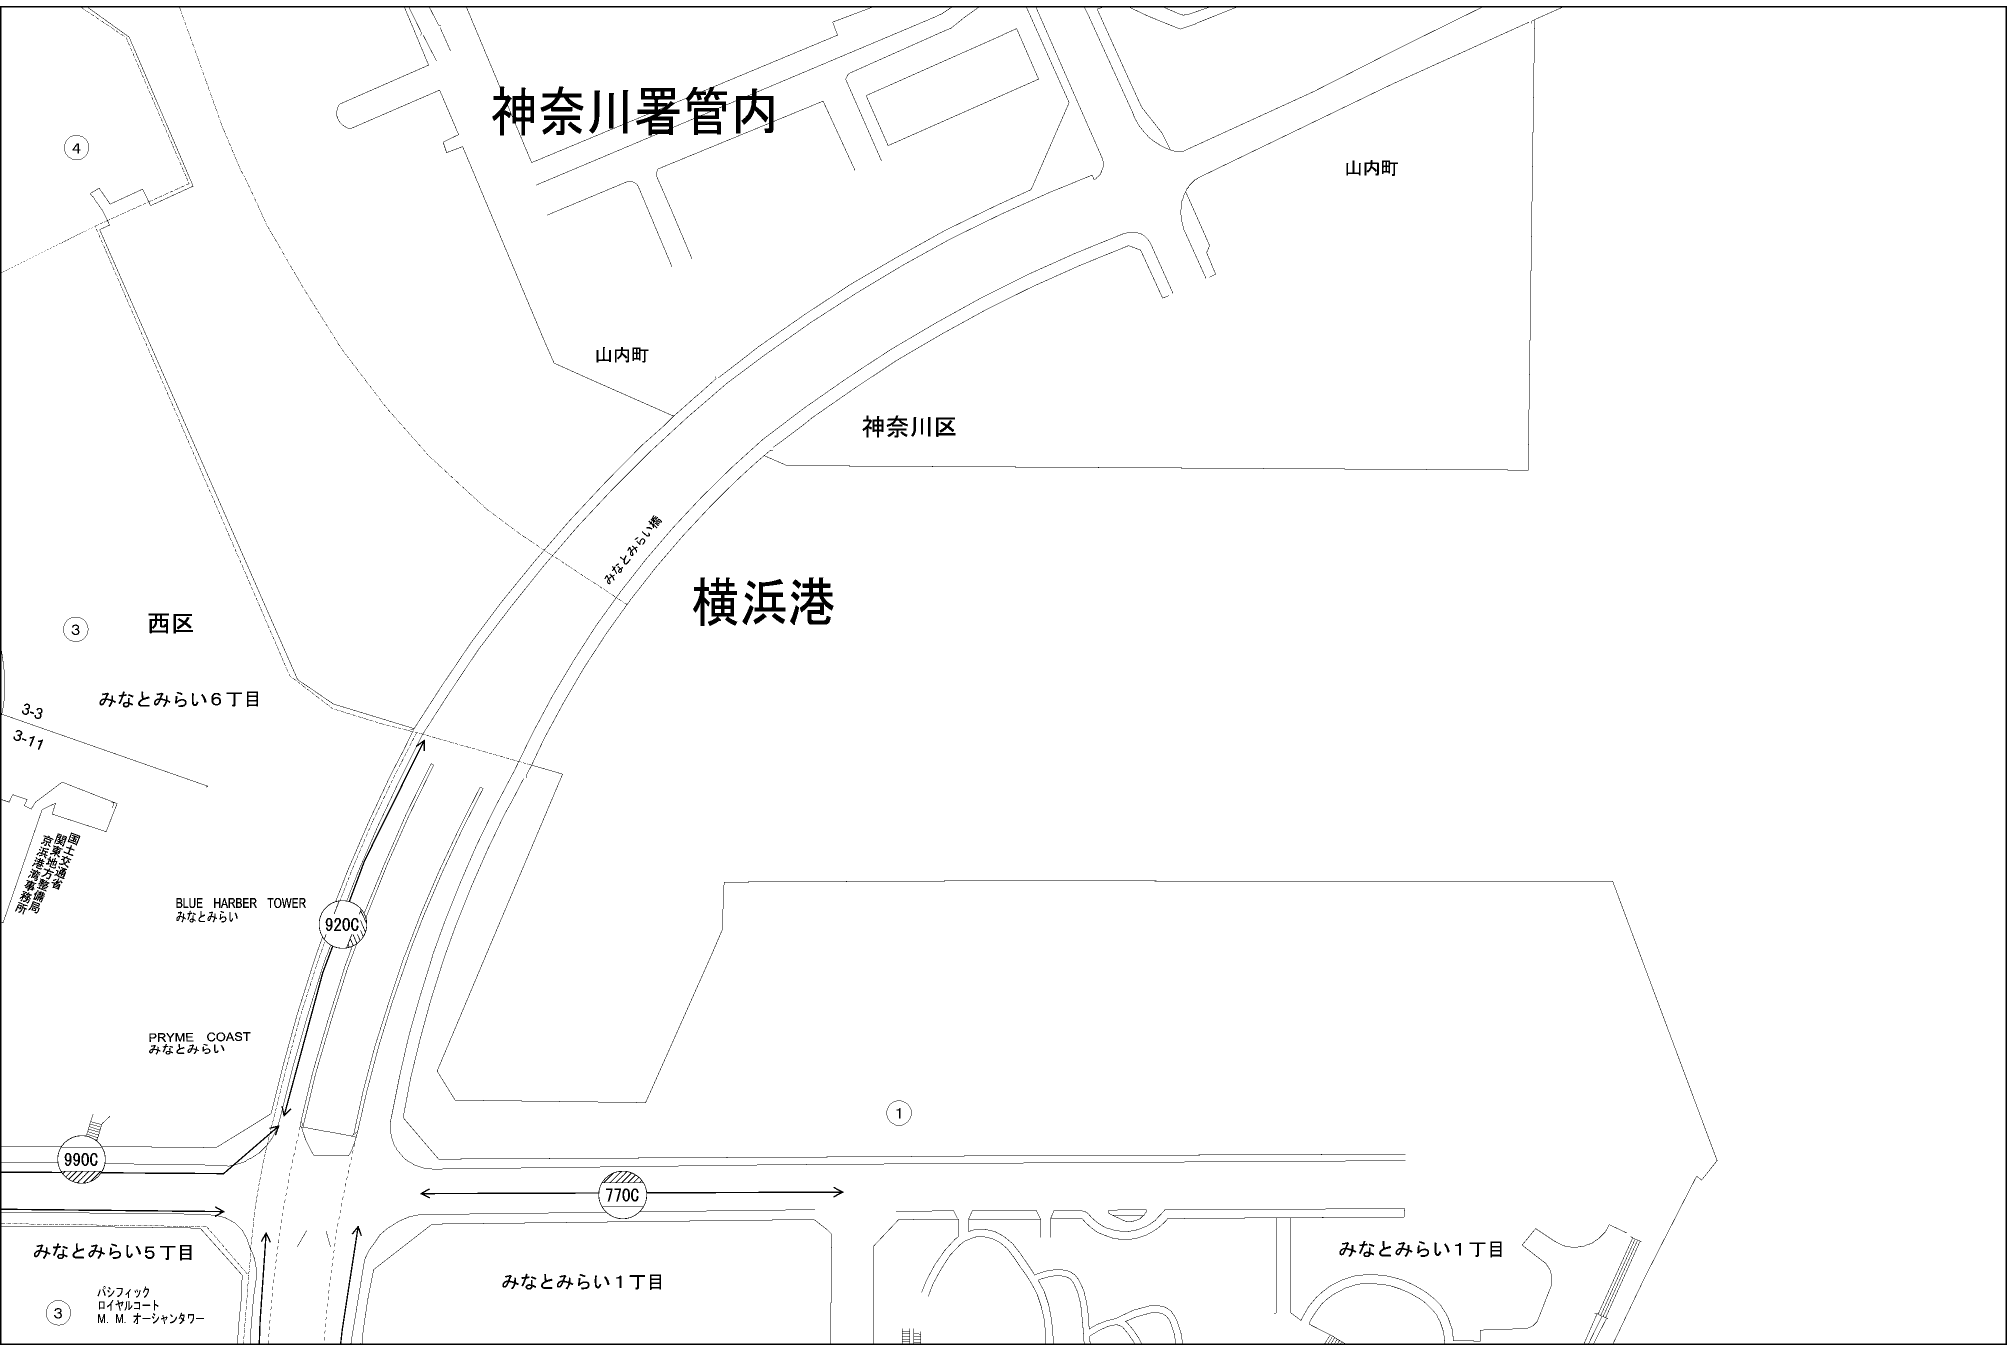 神奈川署管内
④
山内町
山内町
神奈川区
みなとみらい橋
横浜港
③
西区
みなとみらい６丁目
3-3
3-11
国土交通省
関東地方整備局
京浜港湾事務所
BLUE HARBER TOWER
みなとみらい
920C
PRYME COAST
みなとみらい
①
990C
770C
みなとみらい５丁目
みなとみらい１丁目
みなとみらい１丁目
③
パシフィック
ロイヤルコート
M. M. オーシャンタワー